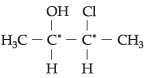 OH Cl
H₃C – C* – C* – CH₃
H H